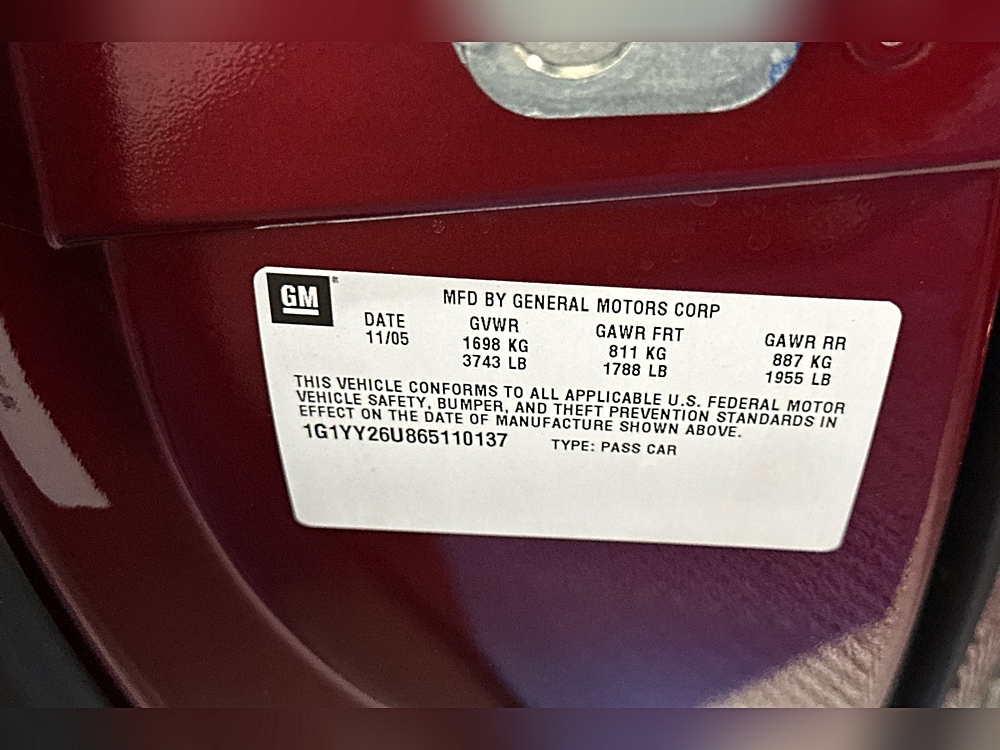 GM®
MFD BY GENERAL MOTORS CORP
DATE GVWR GAWR FRT GAWR RR
11/05 1698 KG 811 KG 887 KG
3743 LB 1788 LB 1955 LB
THIS VEHICLE CONFORMS TO ALL APPLICABLE U.S. FEDERAL MOTOR
VEHICLE SAFETY, BUMPER, AND THEFT PREVENTION STANDARDS IN
EFFECT ON THE DATE OF MANUFACTURE SHOWN ABOVE.
1G1YY26U865110137 TYPE: PASS CAR